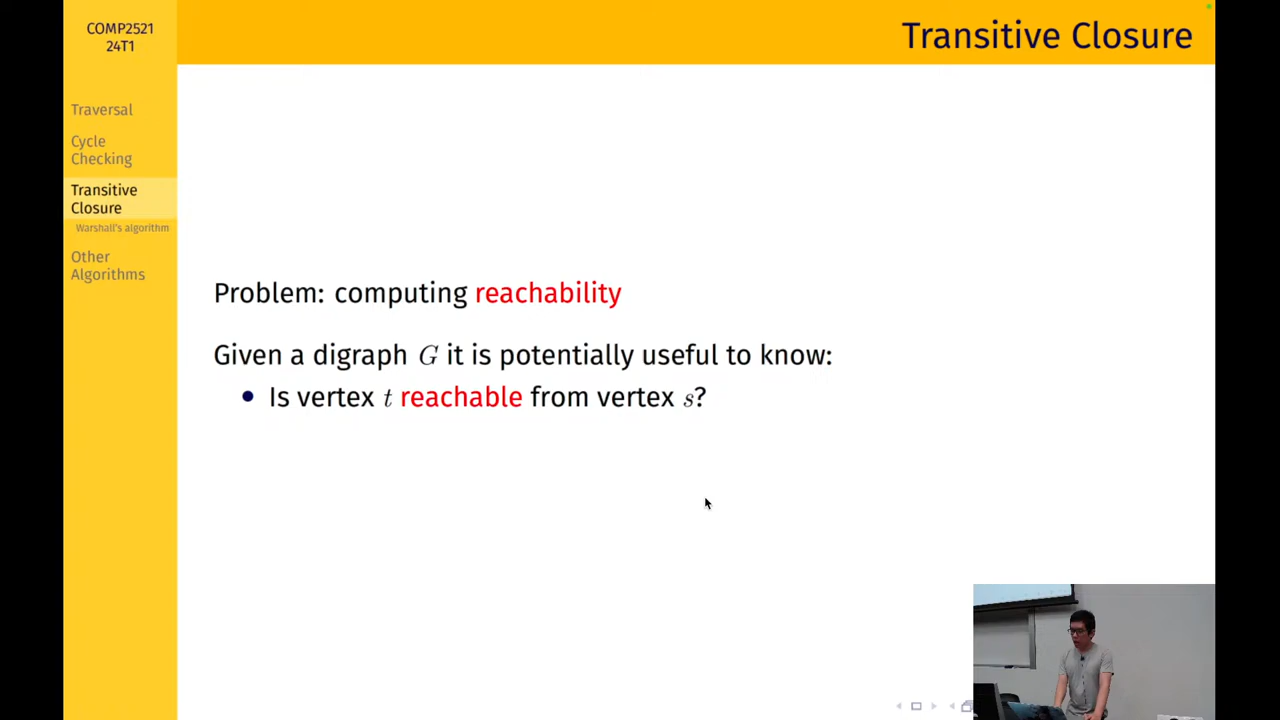 COMP2521
24T1
Transitive Closure
Traversal
Cycle
Checking
Transitive
Closure
Warshall's algorithm
Other
Algorithms
Problem: computing reachability
Given a digraph G it is potentially useful to know:
• Is vertex t reachable from vertex s?